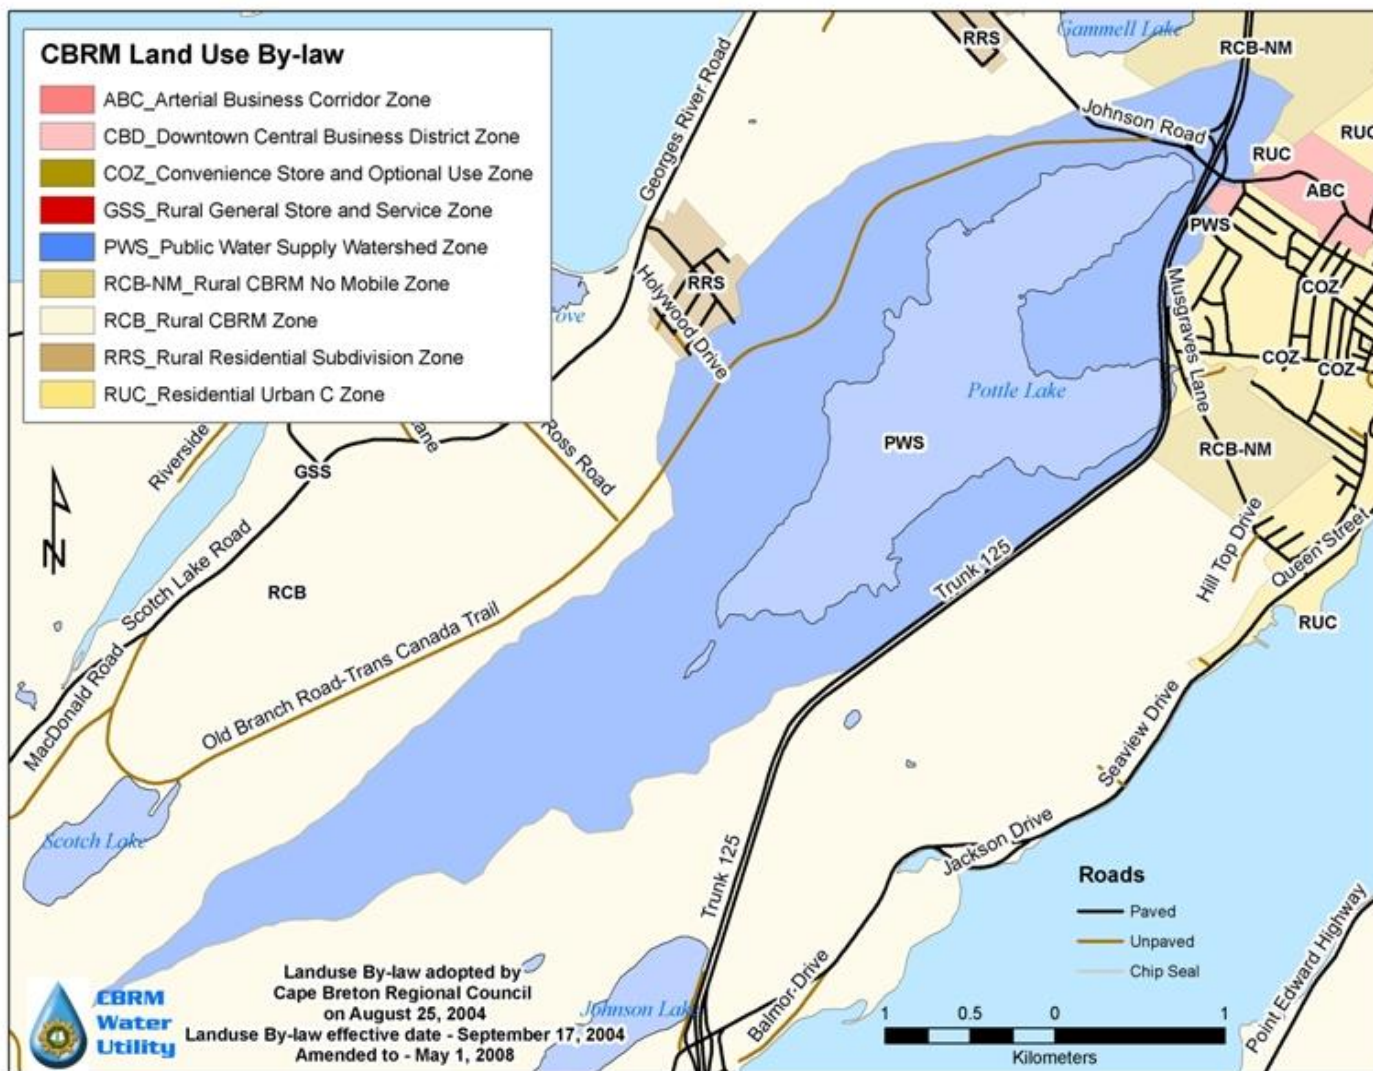 CBRM Land Use By-law
ABC_Arterial Business Corridor Zone
CBD_Downtown Central Business District Zone
COZ_Convenience Store and Optional Use Zone
GSS_Rural General Store and Service Zone
PWS_Public Water Supply Watershed Zone
RCB-NM_Rural CBRM No Mobile Zone
RCB_Rural CBRM Zone
RRS_Rural Residential Subdivision Zone
RUC_Residential Urban C Zone
Gammell Lake
RRS
RCB-NM
Georges River Road
Johnson Road
RUC
RUC
ABC
PWS
RRS
Holywood Drive
Musgraves Lane
COZ
COZ
COZ
Pottle Lake
PWS
RCB-NM
Riverside
Ross Road
GSS
N
Scotch Lake Road
RCB
MacDonald Road
Old Branch Road-Trans Canada Trail
Trunk 125
Hill Top Drive
Queen Street
RUC
Seaview Drive
Scotch Lake
Jackson Drive
Trunk 125
Roads
Paved
Unpaved
Chip Seal
Point Edward Highway
Balmor Drive
Johnson Lake
CBRM
Water
Utility
Landuse By-law adopted by
Cape Breton Regional Council
on August 25, 2004
Landuse By-law effective date - September 17, 2004
Amended to - May 1, 2008
1 0.5 0 1
Kilometers